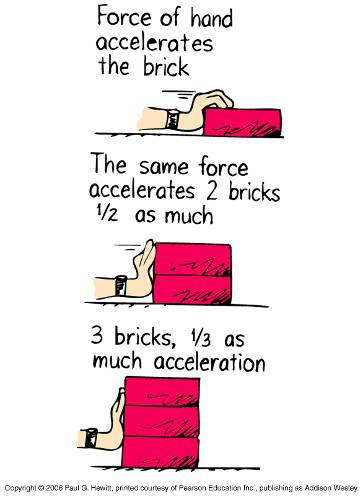 Force of hand
accelerates
the brick
The same force
accelerates 2 bricks
1/2 as much
3 bricks, 1/3 as
much acceleration
Copyright © 2006 Paul G. Hewitt, printed courtesy of Pearson Education Inc., publishing as Addison Wesley.